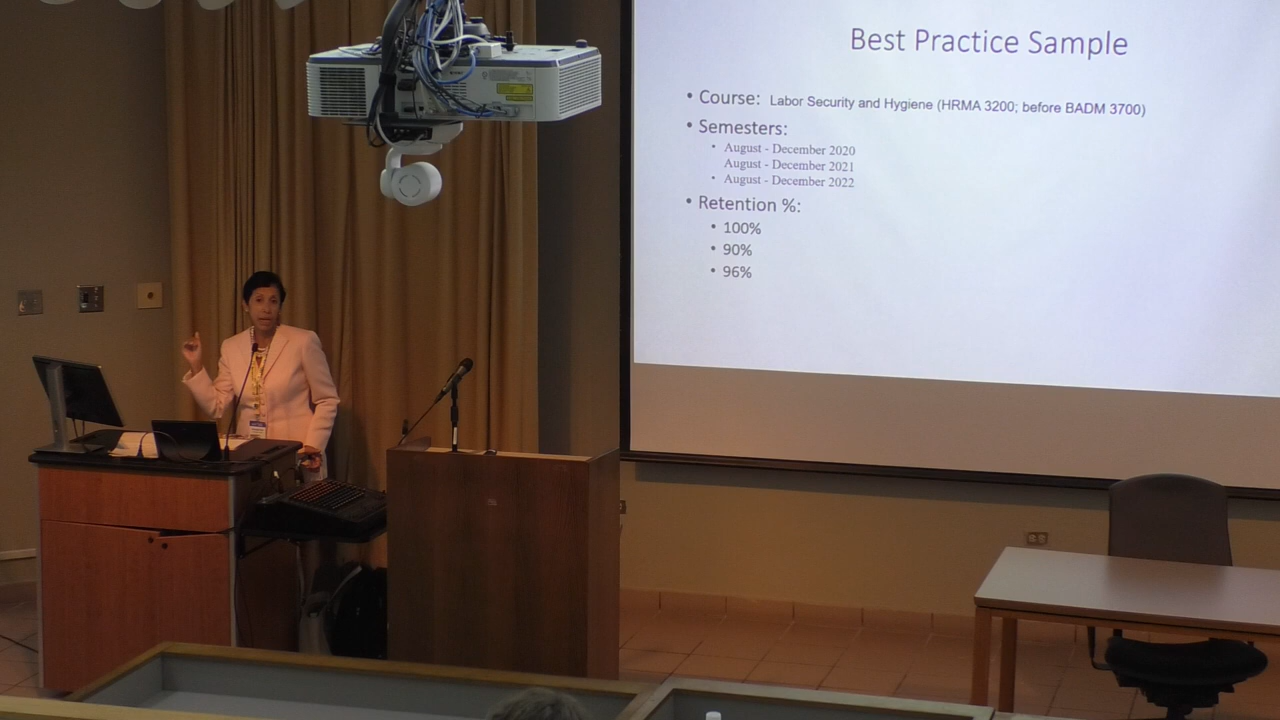 Best Practice Sample
• Course: Labor Security and Hygiene (HRMA 3200; before BADM 3700)
• Semesters:
• August - December 2020
August - December 2021
• August - December 2022
• Retention %:
• 100%
• 90%
• 96%